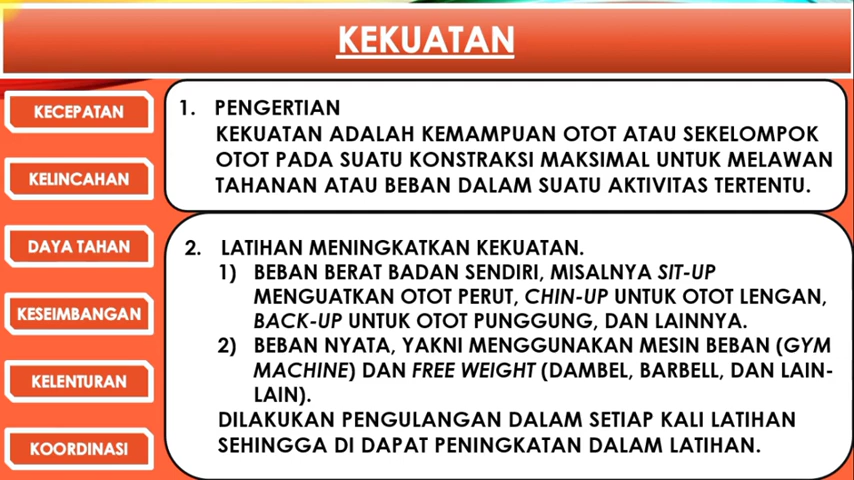 KEKUATAN
KECEPATAN
KELINCAHAN
DAYA TAHAN
KESEIMBANGAN
KELENTURAN
KOORDINASI
1. PENGERTIAN
KEKUATAN ADALAH KEMAMPUAN OTOT ATAU SEKELOMPOK
OTOT PADA SUATU KONSTRAKSI MAKSIMAL UNTUK MELAWAN
TAHANAN ATAU BEBAN DALAM SUATU AKTIVITAS TERTENTU.
2. LATIHAN MENINGKATKAN KEKUATAN.
1) BEBAN BERAT BADAN SENDIRI, MISALNYA SIT-UP
MENGUATKAN OTOT PERUT, CHIN-UP UNTUK OTOT LENGAN,
BACK-UP UNTUK OTOT PUNGGUNG, DAN LAINNYA.
2) BEBAN NYATA, YAKNI MENGGUNAKAN MESIN BEBAN (GYM
MACHINE) DAN FREE WEIGHT (DAMBEL, BARBELL, DAN LAIN-
LAIN).
DILAKUKAN PENGULANGAN DALAM SETIAP KALI LATIHAN
SEHINGGA DI DAPAT PENINGKATAN DALAM LATIHAN.